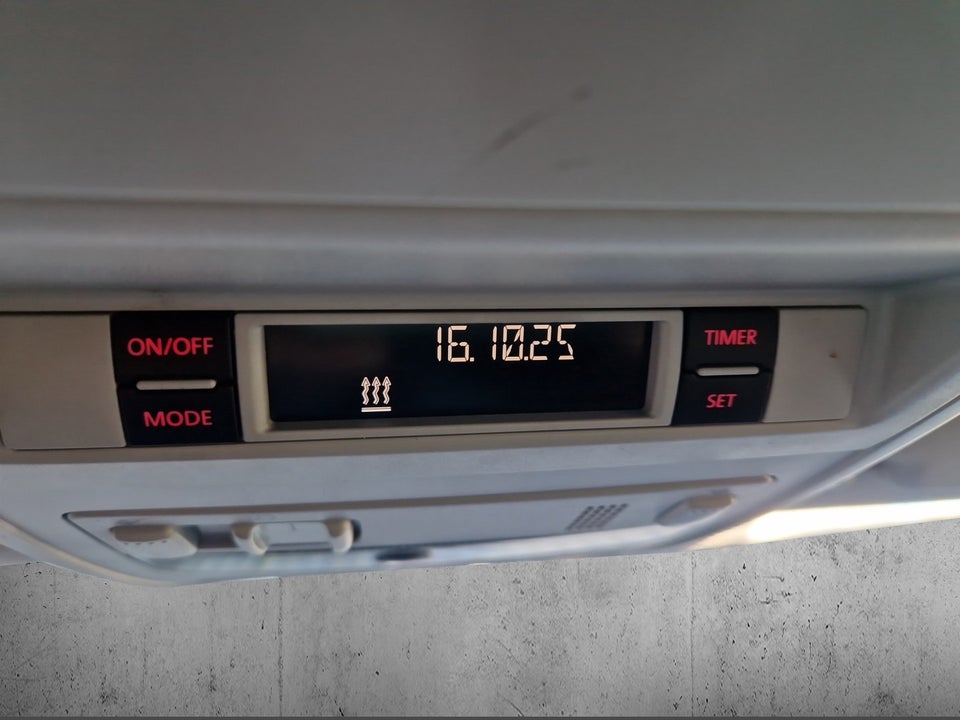 ON/OFF
MODE
16.10.25
TIMER
SET